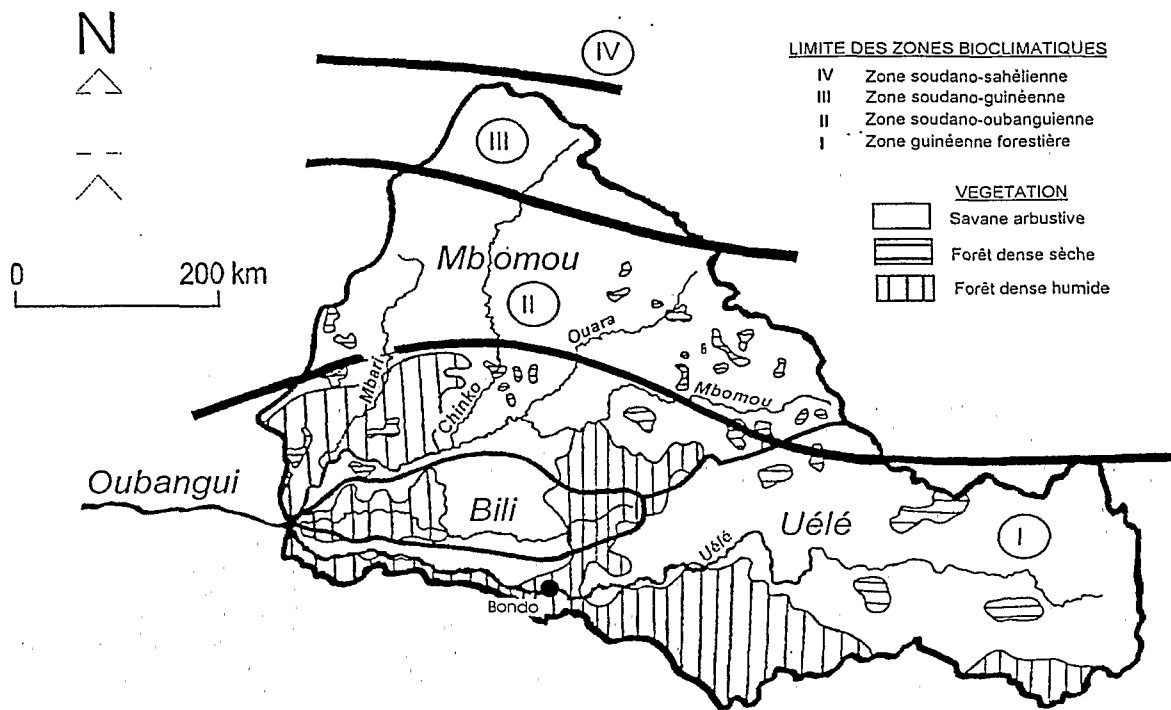 N
0 200 km
LIMITE DES ZONES BIOCLIMATIQUES
IV Zone soudano-sahélienne
III Zone soudano-guinéenne
II Zone soudano-oubanguienne
I Zone guinéenne forestière
VEGETATION
Savane arbustive
Forêt dense sèche
Forêt dense humide
IV
III
Mbomou
II
Ouara
Mbari
Chinko
Mbomou
Oubangui
Bili
Uélé
Uélé
I
Bondo